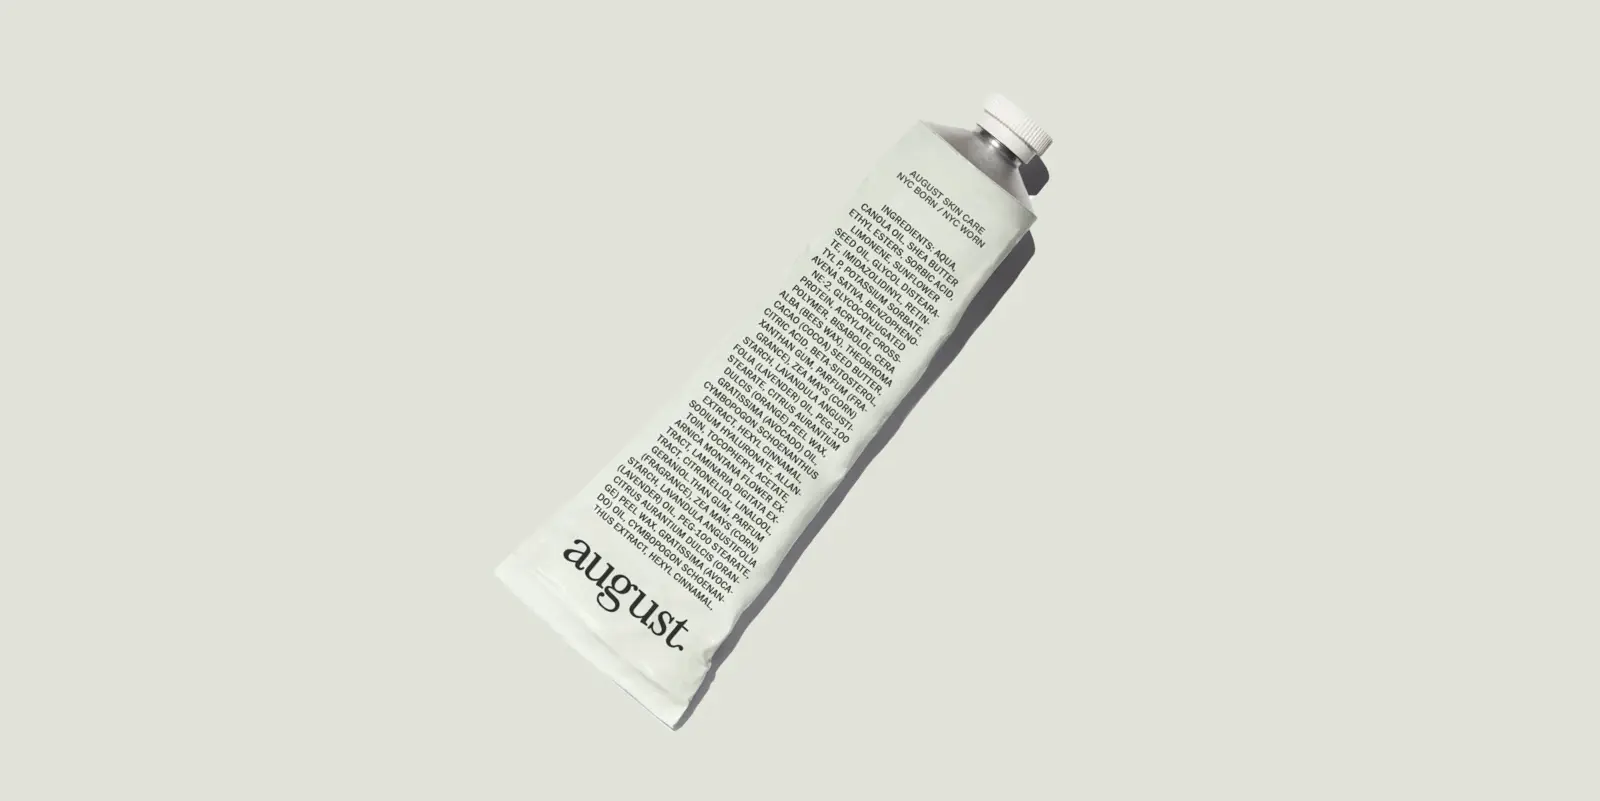 AUGUST SKIN CARE
NYC BORN / NYC WORN
INGREDIENTS: AQUA,
CANOLA OIL, SHEA BUTTER
ETHYL ESTERS, SORBIC ACID,
LIMONENE, SUNFLOWER
SEED OIL, GLYCOL DISTEARA-
TE, IMIDAZOLIDINYL, RETIN-
TYL P, POTASSIUM SORBATE,
AVENA SATIVA, BENZOPHENO-
NE-2, GLYCOCONJUGATED
PROTEIN, ACRYLATE CROSS-
POLYMER, BISABOLOL, CERA
ALBA (BEES WAX), THEOBROMA
CACAO (COCOA) SEED BUTTER,
CITRIC ACID, BETA-SITOSTEROL,
XANTHAN GUM, PARFUM (FRA-
GRANCE), ZEA MAYS (CORN)
STARCH, LAVANDULA ANGUSTI-
FOLIA (LAVENDER) OIL, PEG-100
STEARATE, CITRUS AURANTIUM
DULCIS (ORANGE) PEEL WAX,
GRATISSIMA (AVOCADO) OIL,
CYMBOPOGON SCHOENANTHUS
EXTRACT, HEXYL CINNAMAL,
SODIUM HYALURONATE, ALLAN-
TOIN, TOCOPHERYL ACETATE,
ARNICA MONTANA FLOWER EX-
TRACT, LAMINARIA DIGITATA EX-
TRACT, CITRONELLOL, LINALOOL,
GERANIOL.THAN GUM, PARFUM
(FRAGRANCE), ZEA MAYS (CORN)
STARCH, LAVANDULA ANGUSTIFOLIA
(LAVENDER) OIL, PEG-100 STEARATE,
CITRUS AURANTIUM DULCIS (ORAN-
GE) PEEL WAX, GRATISSIMA (AVOCA-
DO) OIL, CYMBOPOGON SCHOENAN-
THUS EXTRACT, HEXYL CINNAMAL,
august.